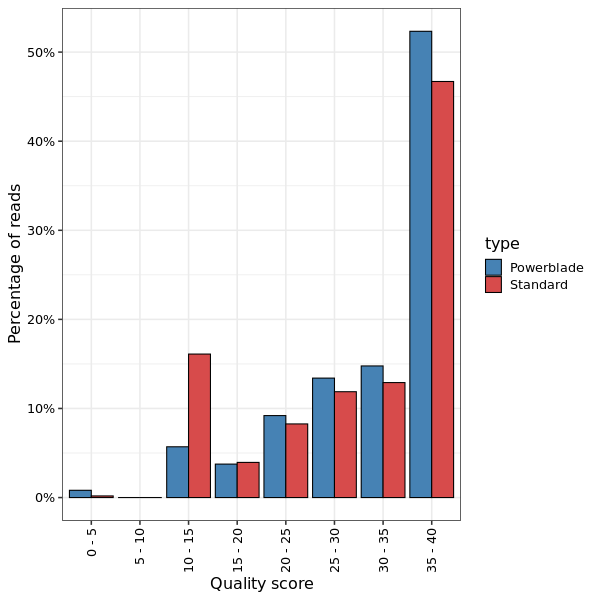 50%
40%
30%
20%
10%
0%
Percentage of reads
0 - 5
5 - 10
10 - 15
15 - 20
20 - 25
25 - 30
30 - 35
35 - 40
Quality score
type
Powerblade
Standard